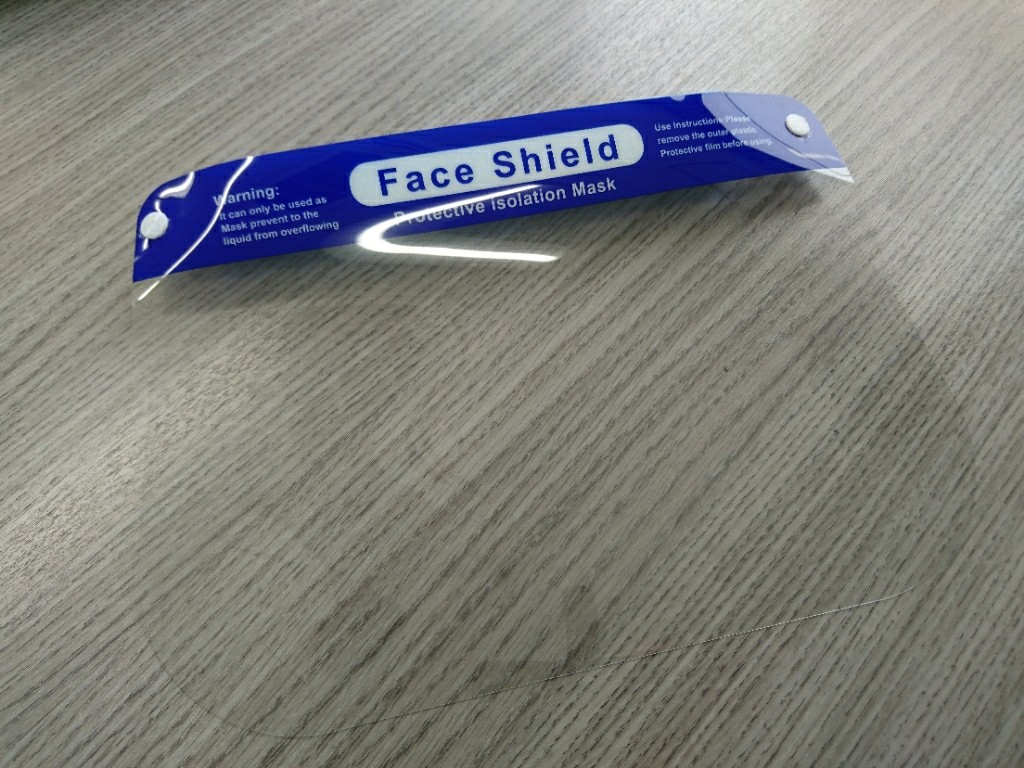 Face Shield
Protective Isolation Mask
Warning:
It can only be used as
Mask prevent to the
liquid from overflowing
Use Instructions Please
remove the outer plastic
Protective film before using.